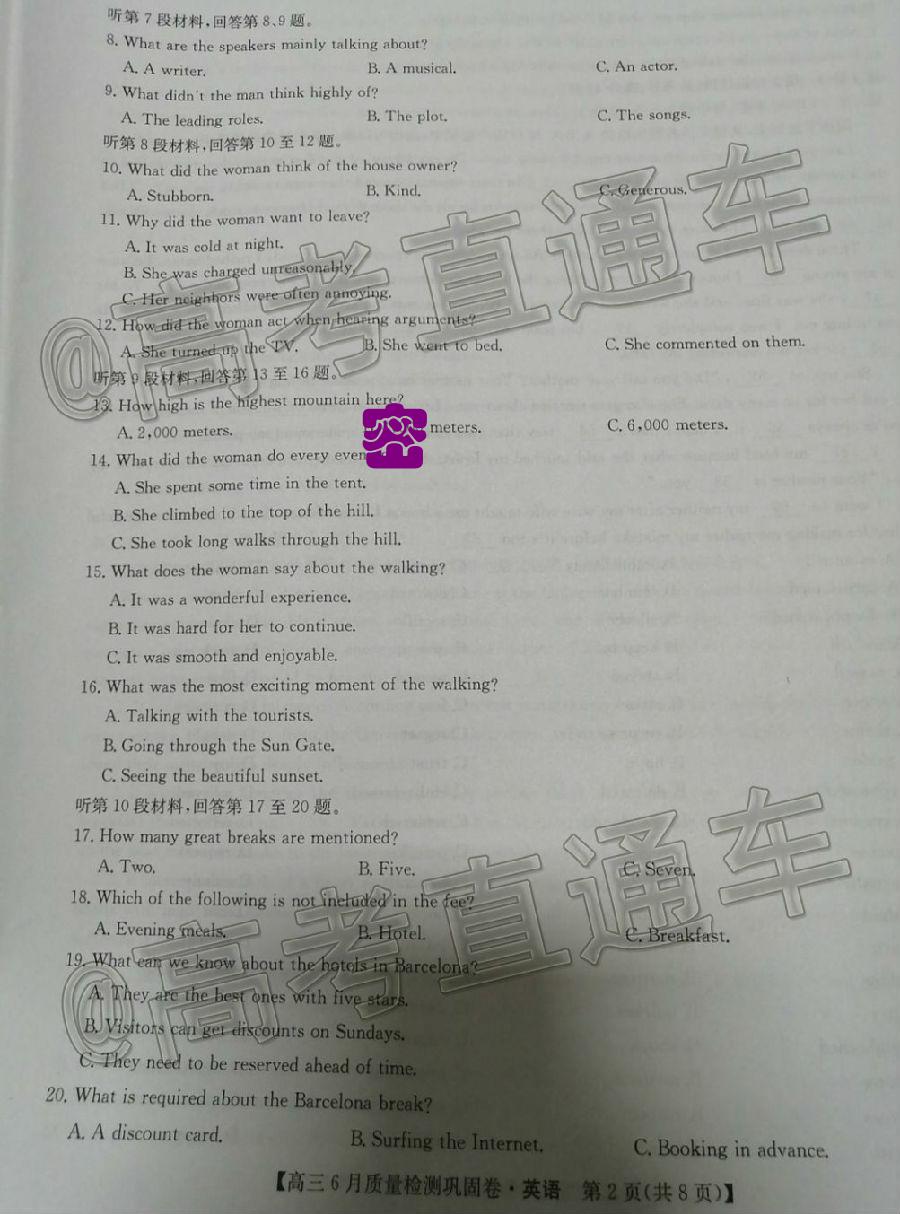 听第7段材料,回答第8、9题。
8. What are the speakers mainly talking about?
A. A writer. B. A musical. C. An actor.
9. What didn't the man think highly of?
A. The leading roles. B. The plot. C. The songs.
听第8段材料,回答第10至12题。
10. What did the woman think of the house owner?
A. Stubborn. B. Kind. C. Generous.
11. Why did the woman want to leave?
A. It was cold at night.
B. She was charged unreasonably.
C. Her neighbors were often annoying.
12. How did the woman act when hearing arguments?
A. She turned up the TV. B. She went to bed. C. She commented on them.
听第9段材料,回答第13至16题。
13. How high is the highest mountain here?
A. 2,000 meters. meters. C. 6,000 meters.
14. What did the woman do every
A. She spent some time in the tent.
B. She climbed to the top of the hill.
C. She took long walks through the hill.
15. What does the woman say about the walking?
A. It was a wonderful experience.
B. It was hard for her to continue.
C. It was smooth and enjoyable.
16. What was the most exciting moment of the walking?
A. Talking with the tourists.
B. Going through the Sun Gate.
C. Seeing the beautiful sunset.
听第10段材料,回答第17至20题。
17. How many great breaks are mentioned?
A. Two. B. Five. C. Seven.
18. Which of the following is not included in the fee?
A. Evening meals. B. Hotel. C. Breakfast.
19. What can we know about the hotels in Barcelona?
A. They are the best ones with five stars.
B. Visitors can get discounts on Sundays.
C. They need to be reserved ahead of time.
20. What is required about the Barcelona break?
A. A discount card. B. Surfing the Internet. C. Booking in advance.
【高三6月质量检测巩固卷·英语 第2页(共8页)】
@高考直通车
@高考直通车